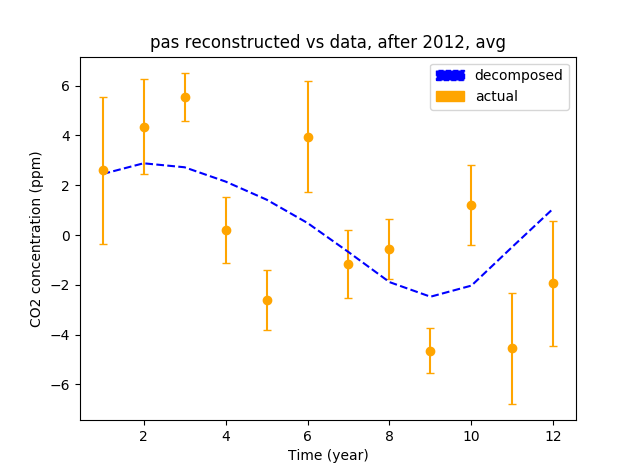 pas reconstructed vs data, after 2012, avg
decomposed
actual
CO2 concentration (ppm)
6
4
2
0
−2
−4
−6
2
4
6
8
10
12
Time (year)